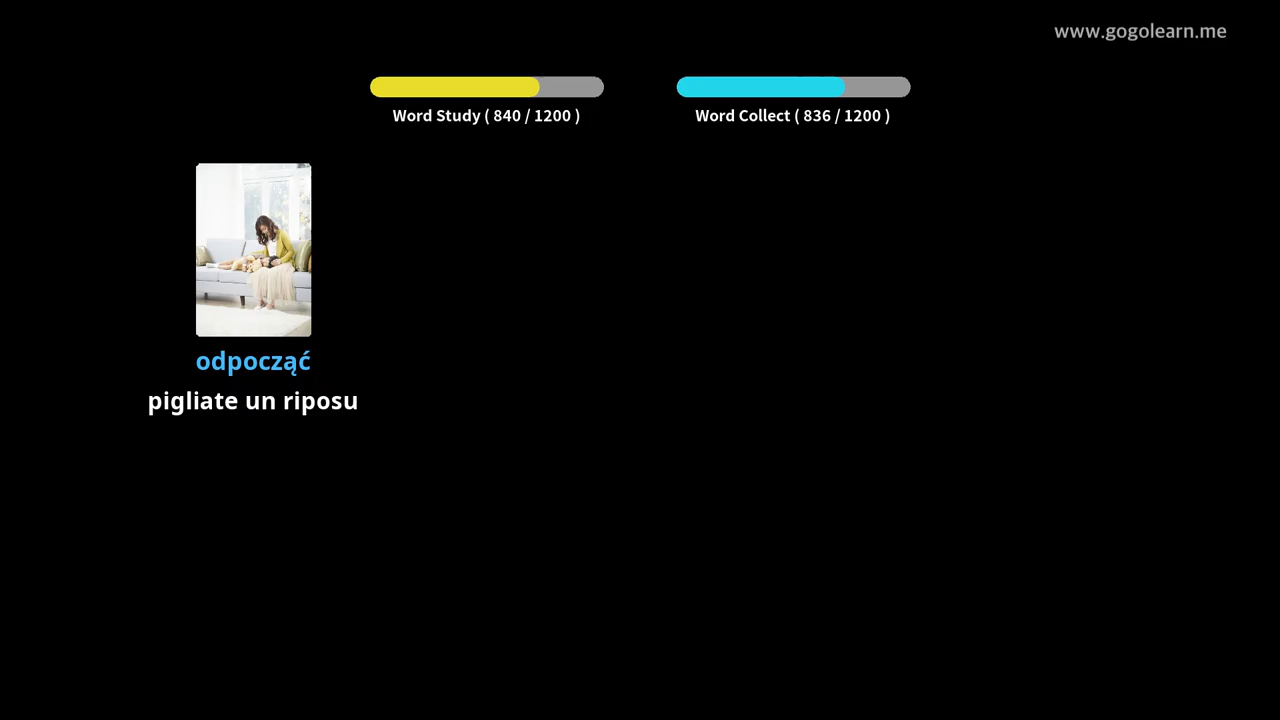 www.gogolearn.me
Word Study ( 840 / 1200 )
Word Collect ( 836 / 1200 )
odpocząć
pigliate un riposu